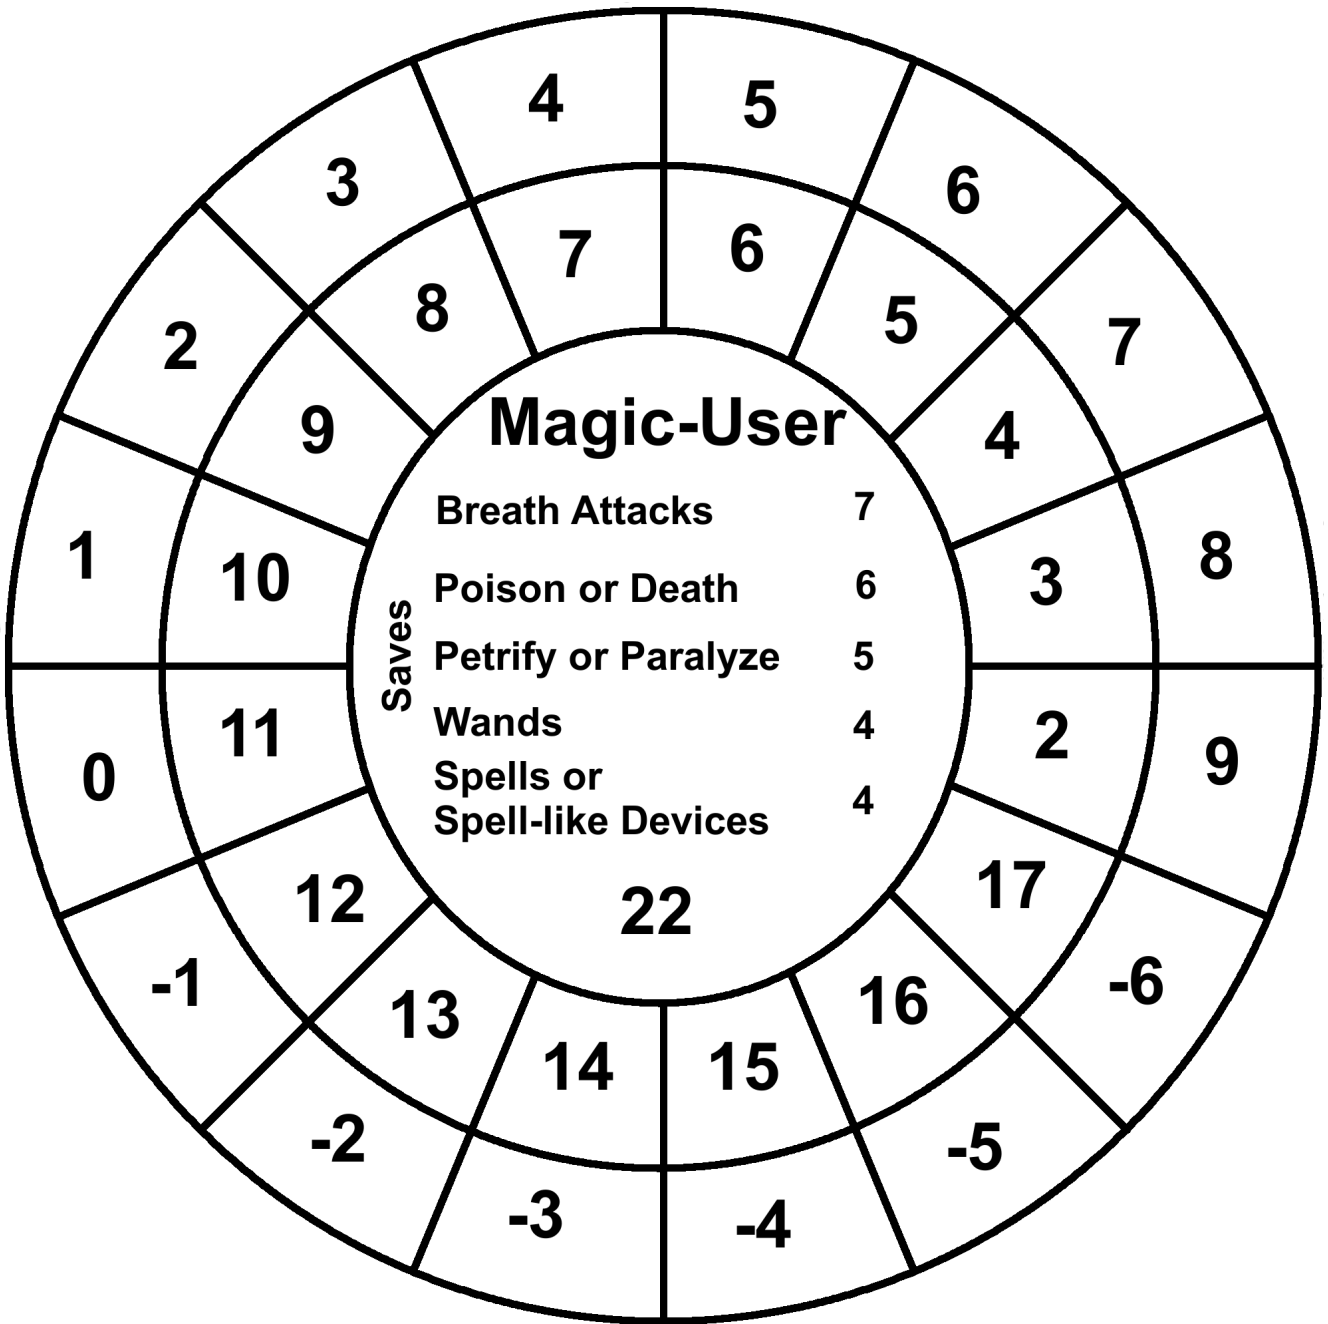 4 5
3 6
7 6
2 8 5 7
9 4
Magic-User
Breath Attacks 7
1 10 3 8
Poison or Death 6
Saves
Petrify or Paralyze 5
Wands 4
0 11 2 9
Spells or
Spell-like Devices 4
12 17
22
-1 13 16 -6
14 15
-2 -5
-3 -4